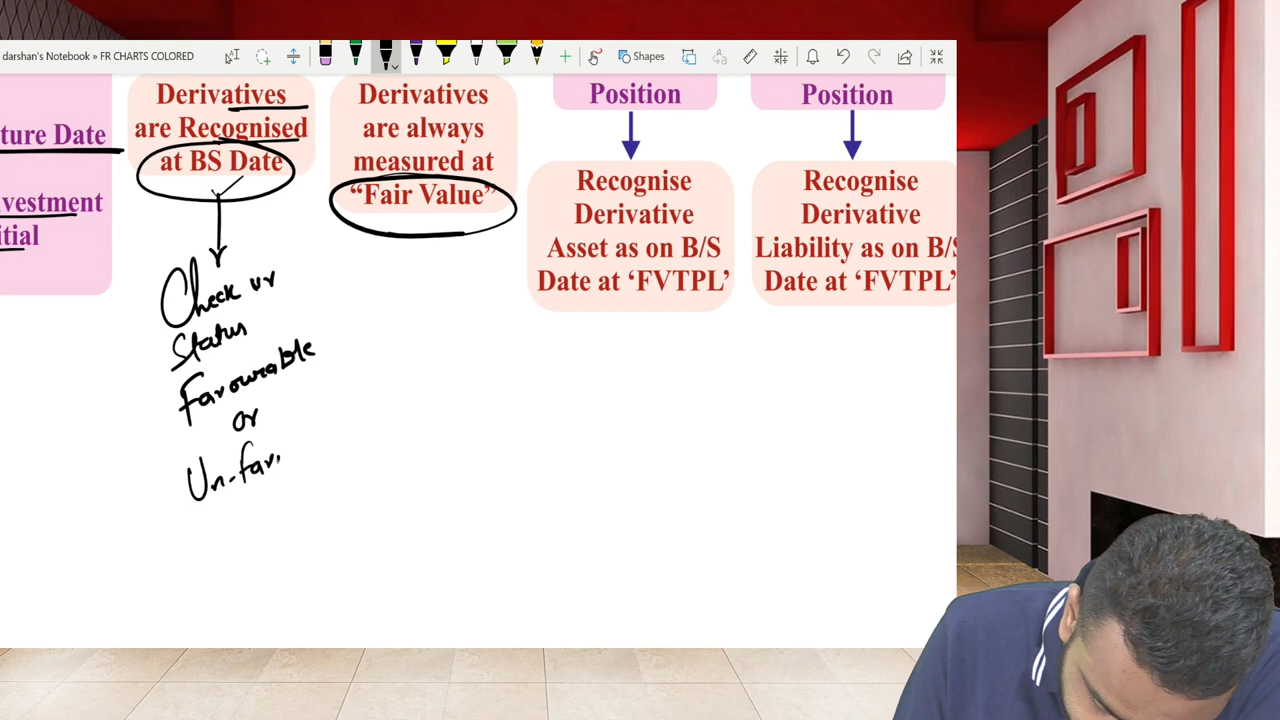 darshan's Notebook » FR CHARTS COLORED
Shapes
ture Date
vestment
itial
Derivatives
are Recognised
at BS Date
Derivatives
are always
measured at
“Fair Value”
Position
Recognise
Derivative
Asset as on B/S
Date at ‘FVTPL’
Position
Recognise
Derivative
Liability as on B/S
Date at ‘FVTPL’
Check ur
Status
Favourable
or
Un-fav.